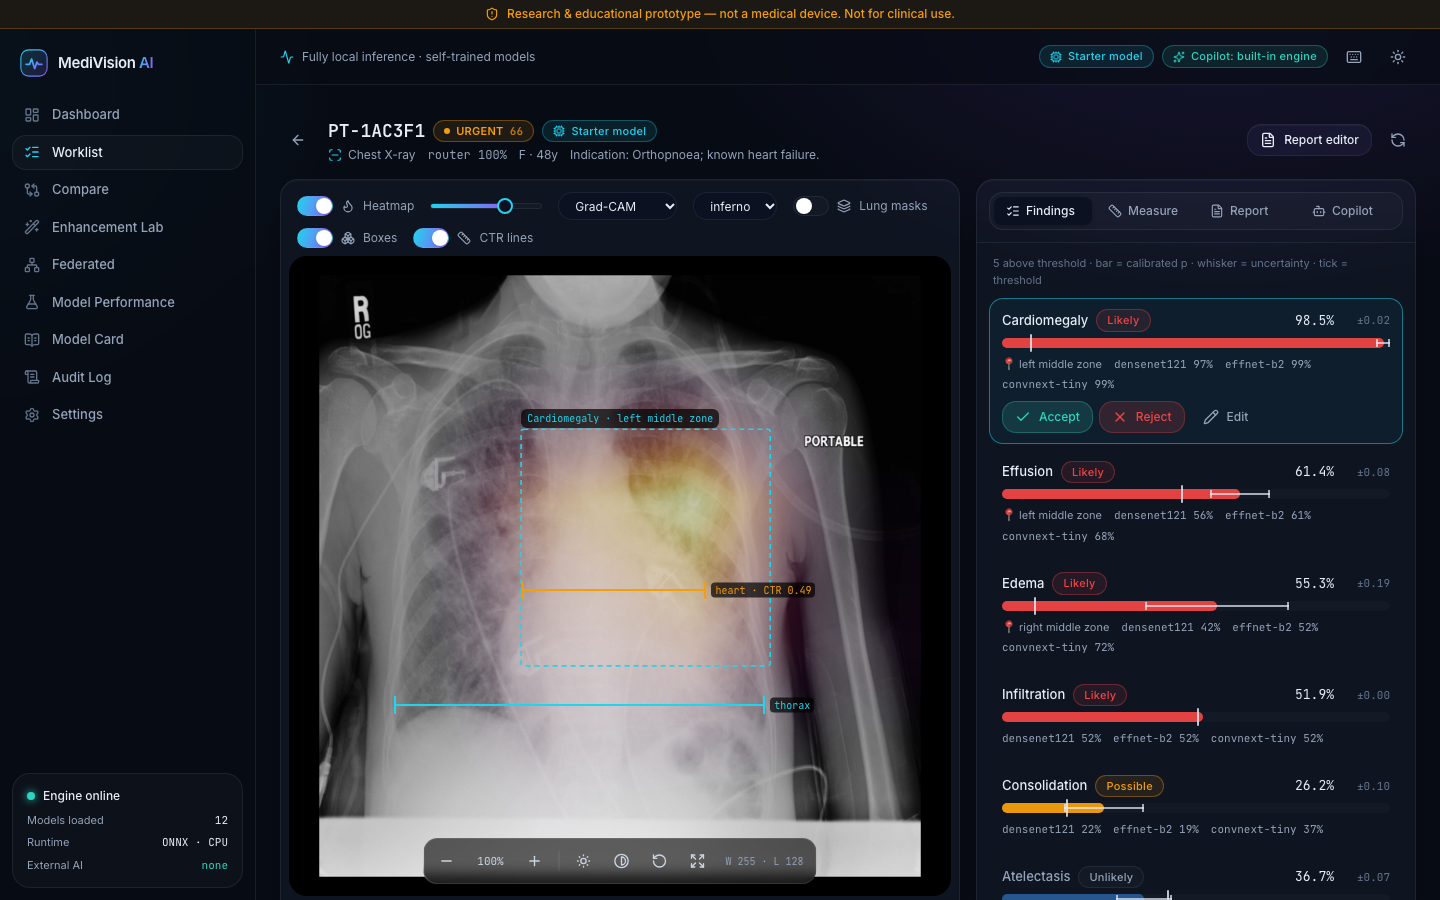 Research & educational prototype — not a medical device. Not for clinical use.
MediVision AI
Fully local inference · self-trained models
Starter model
Copilot: built-in engine
Dashboard
Worklist
Compare
Enhancement Lab
Federated
Model Performance
Model Card
Audit Log
Settings
Engine online
Models loaded 12
Runtime ONNX · CPU
External AI none
PT-1AC3F1 URGENT 66 Starter model
Chest X-ray router 100% F · 48y Indication: Orthopnoea; known heart failure.
Report editor
Heatmap Grad-CAM inferno Lung masks
Boxes CTR lines
R
OG
Cardiomegaly · left middle zone
PORTABLE
heart · CTR 0.49
thorax
100% W 255 · L 128
Findings Measure Report Copilot
5 above threshold · bar = calibrated p · whisker = uncertainty · tick =
threshold
Cardiomegaly Likely 98.5% ±0.02
left middle zone densenet121 97% effnet-b2 99%
convnext-tiny 99%
Accept Reject Edit
Effusion Likely 61.4% ±0.08
left middle zone densenet121 56% effnet-b2 61%
convnext-tiny 68%
Edema Likely 55.3% ±0.19
right middle zone densenet121 42% effnet-b2 52%
convnext-tiny 72%
Infiltration Likely 51.9% ±0.00
densenet121 52% effnet-b2 52% convnext-tiny 52%
Consolidation Possible 26.2% ±0.10
densenet121 22% effnet-b2 19% convnext-tiny 37%
Atelectasis Unlikely 36.7% ±0.07